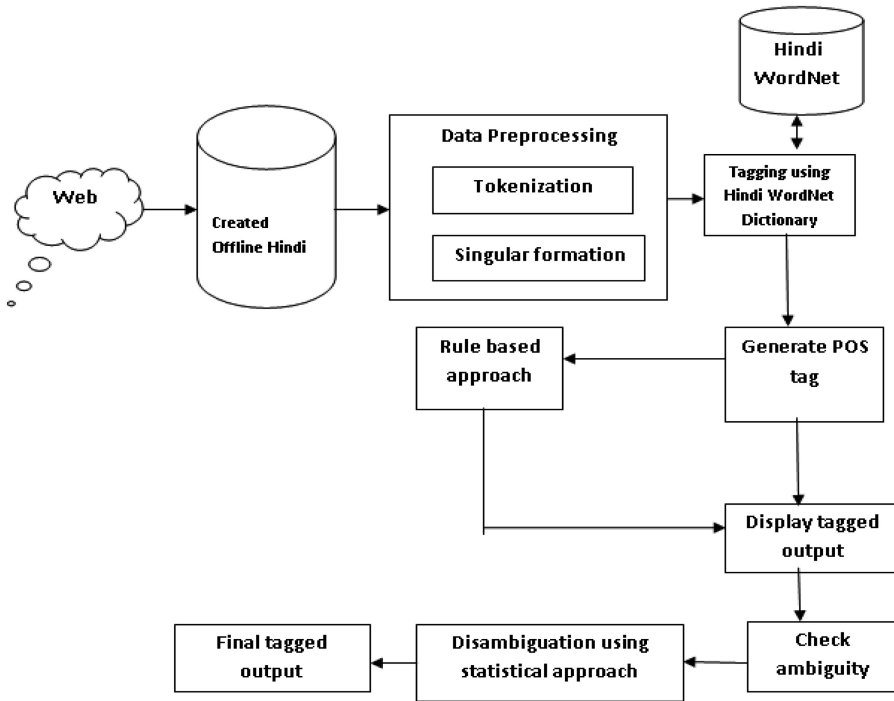 Hindi
WordNet
Data Preprocessing
Tokenization
Singular formation
Web
Created
Offline Hindi
Tagging using
Hindi WordNet
Dictionary
Rule based
approach
Generate POS
tag
Display tagged
output
Final tagged
output
Disambiguation using
statistical approach
Check
ambiguity